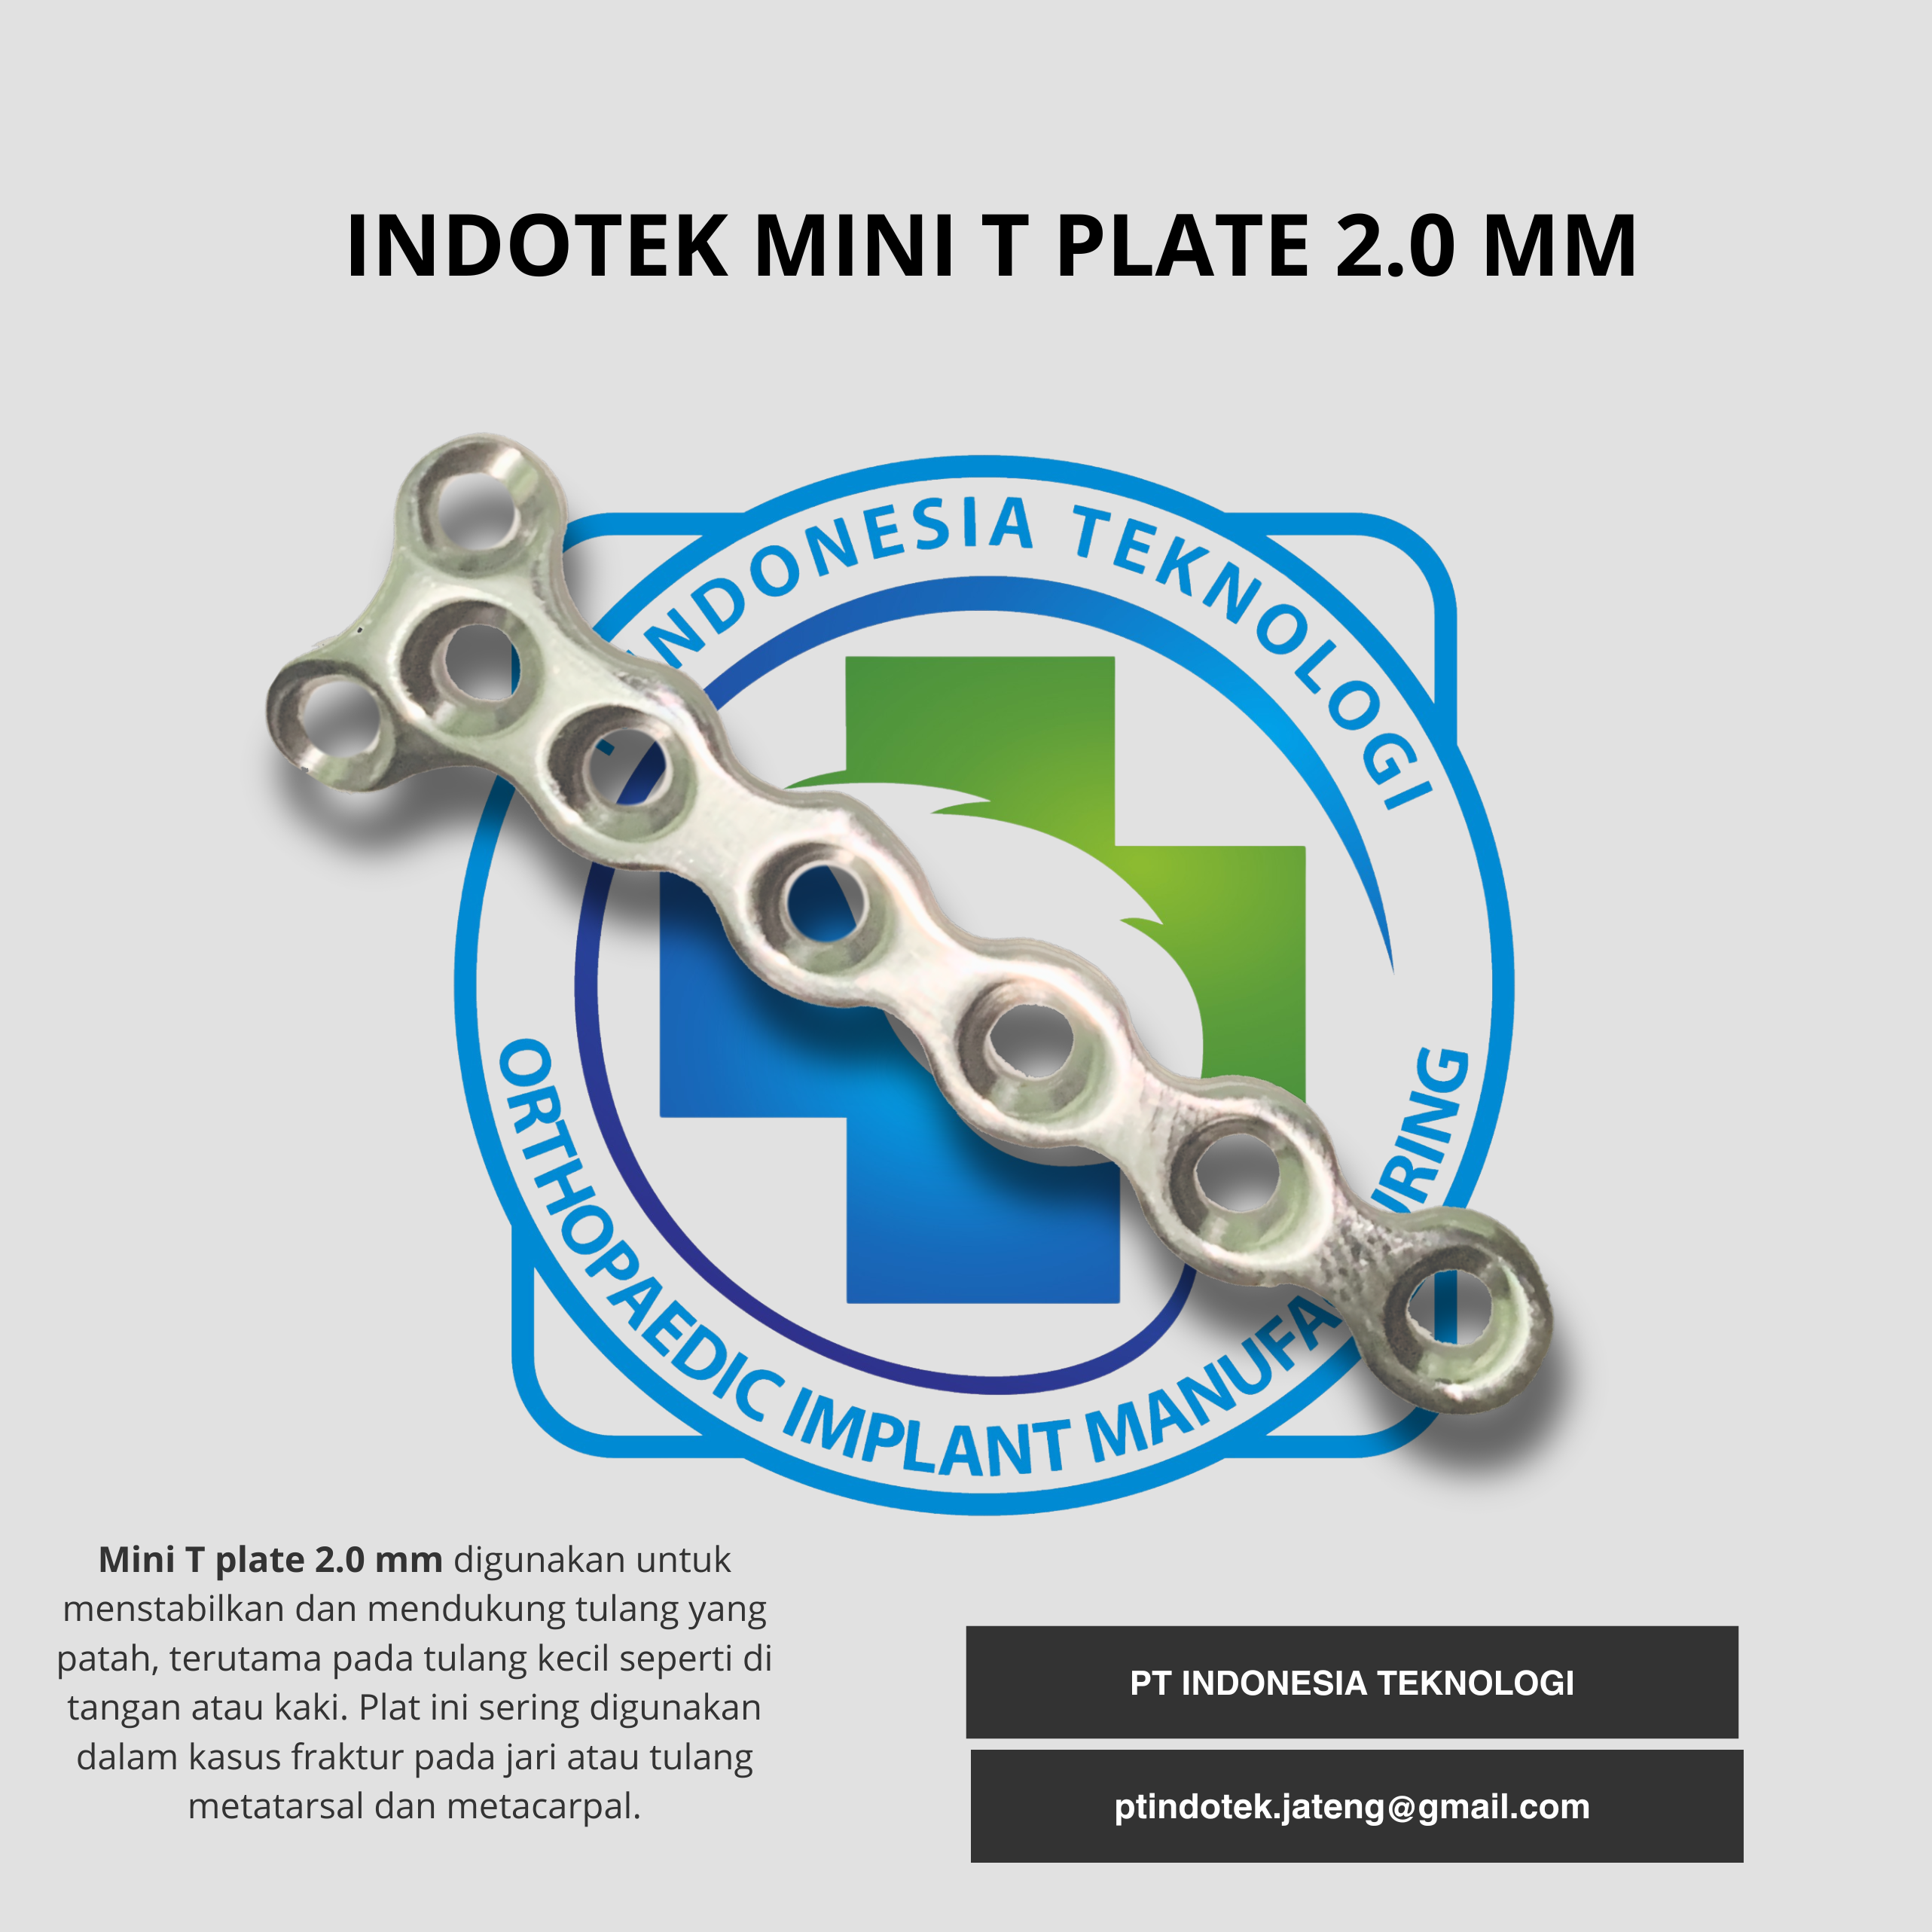 INDOTEK MINI T PLATE 2.0 MM
INDONESIA TEKNOLOGI
ORTHOPAEDIC IMPLANT
Mini T plate 2.0 mm digunakan untuk
menstabilkan dan mendukung tulang yang
patah, terutama pada tulang kecil seperti di
tangan atau kaki. Plat ini sering digunakan
dalam kasus fraktur pada jari atau tulang
metatarsal dan metacarpal.
PT INDONESIA TEKNOLOGI
ptindotek.jateng@gmail.com